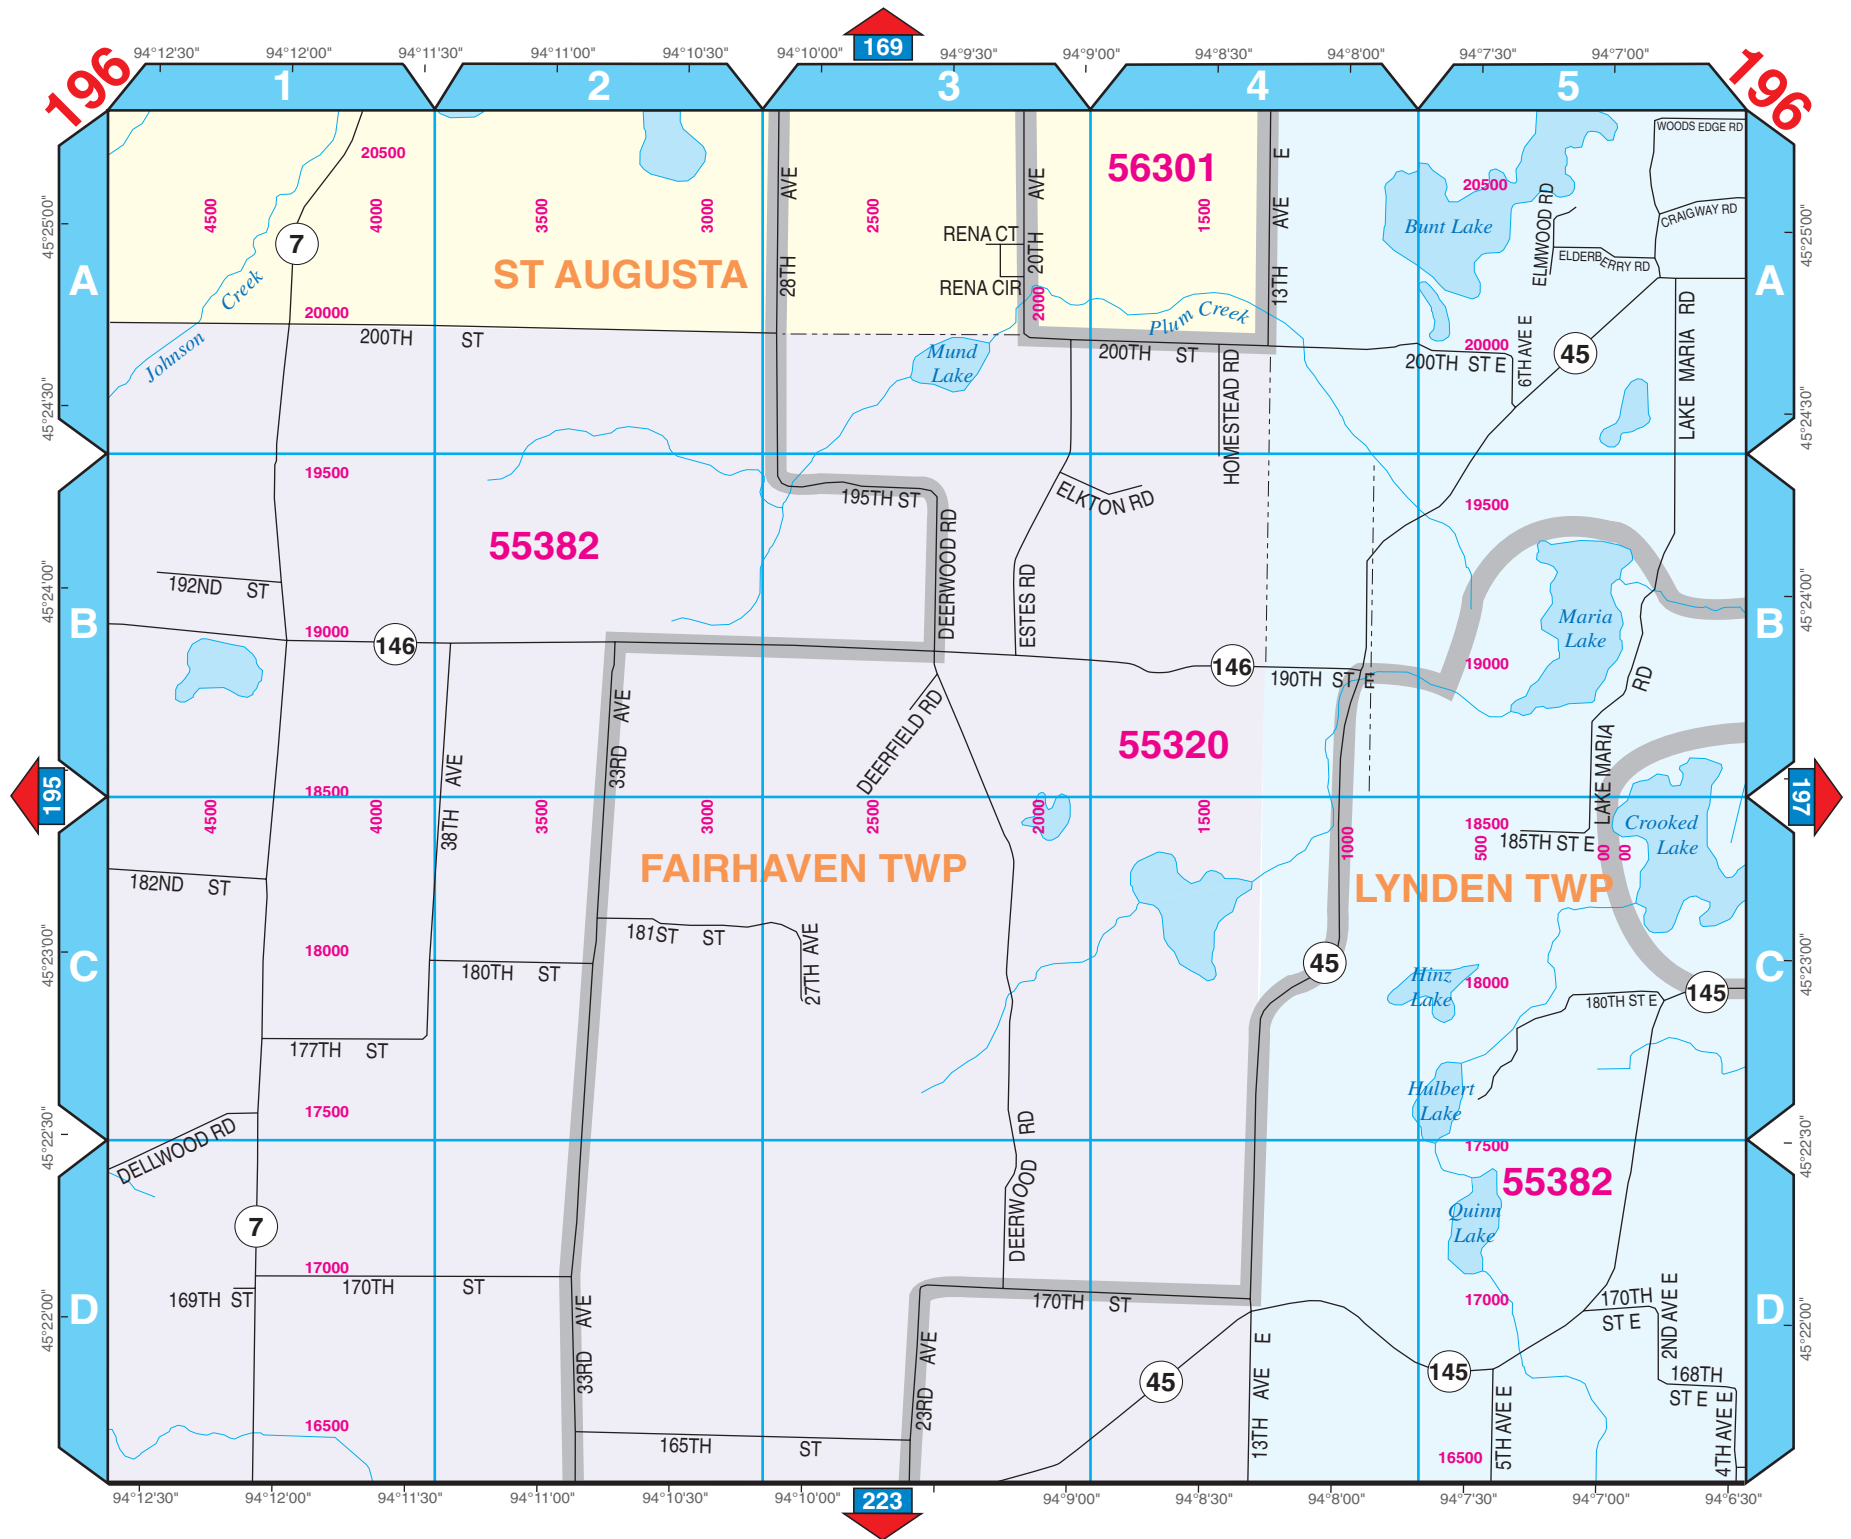 169
94°12'30" 94°12'00" 94°11'30" 94°11'00" 94°10'30" 94°10'00" 94°9'30" 94°9'00" 94°8'30" 94°8'00" 94°7'30" 94°7'00"
196 1 2 3 4 5 196
WOODS EDGE RD
20500
56301
AVE AVE E
20500
4500 4000 3500 3000 2500 1500
45°25'00" 45°25'00"
ELMWOOD RD
CRAIGWAY RD
Bunt Lake
RENA CT
7
20TH
AVE
ELDERBERRY RD
ST AUGUSTA
28TH
13TH
A A
Creek
RENA CIR
2000
Plum Creek
LAKE MARIA RD
20000
200TH ST
Johnson
Mund
Lake
200TH ST
HOMESTEAD RD
20000
200TH ST E
6TH AVE E
45
45°24'30" 45°24'30"
19500
195TH ST
ELKTON RD
19500
55382
DEERWOOD RD
ESTES RD
192ND ST
45°24'00" 45°24'00"
B B
19000
146
Maria
Lake
146
190TH ST E
19000
RD
33RD AVE
DEERFIELD RD
55320
38TH AVE
LAKE MARIA
195 197
18500
4500 4000 3500 3000 2500 2000 1500 1000 500 00 00
18500
185TH ST E
Crooked
Lake
FAIRHAVEN TWP
LYNDEN TWP
182ND ST
181ST ST
27TH AVE
18000
180TH ST
45
C C
45°23'00" 45°23'00"
Hinz
Lake
18000
180TH ST E
145
177TH ST
Hulbert
Lake
17500
DEERWOOD RD
DELLWOOD RD
45°22'30" 45°22'30"
17500
55382
7
Quinn
Lake
17000
170TH ST
169TH ST
170TH ST
17000
170TH
ST E
2ND AVE E
D D
45°22'00" 45°22'00"
33RD AVE
23RD AVE
13TH AVE E
45
145
168TH
ST E
5TH AVE E
4TH AVE E
16500
165TH ST
16500
94°12'30" 94°12'00" 94°11'30" 94°11'00" 94°10'30" 94°10'00" 94°9'00" 94°8'30" 94°8'00" 94°7'30" 94°7'00" 94°6'30"
223